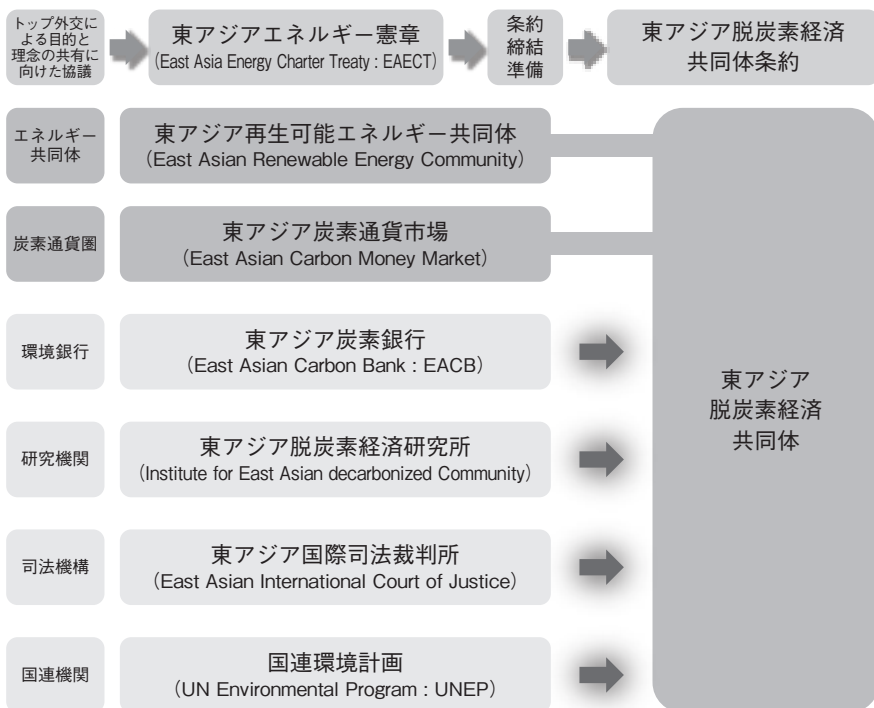 トップ外交に
よる目的と
理念の共有に
向けた協議
東アジアエネルギー憲章
(East Asia Energy Charter Treaty : EAECT)
条約
締結
準備
東アジア脱炭素経済
共同体条約
エネルギー
共同体
東アジア再生可能エネルギー共同体
(East Asian Renewable Energy Community)
炭素通貨圏
東アジア炭素通貨市場
(East Asian Carbon Money Market)
環境銀行
東アジア炭素銀行
(East Asian Carbon Bank : EACB)
研究機関
東アジア脱炭素経済研究所
(Institute for East Asian decarbonized Community)
司法機構
東アジア国際司法裁判所
(East Asian International Court of Justice)
国連機関
国連環境計画
(UN Environmental Program : UNEP)
東アジア
脱炭素経済
共同体